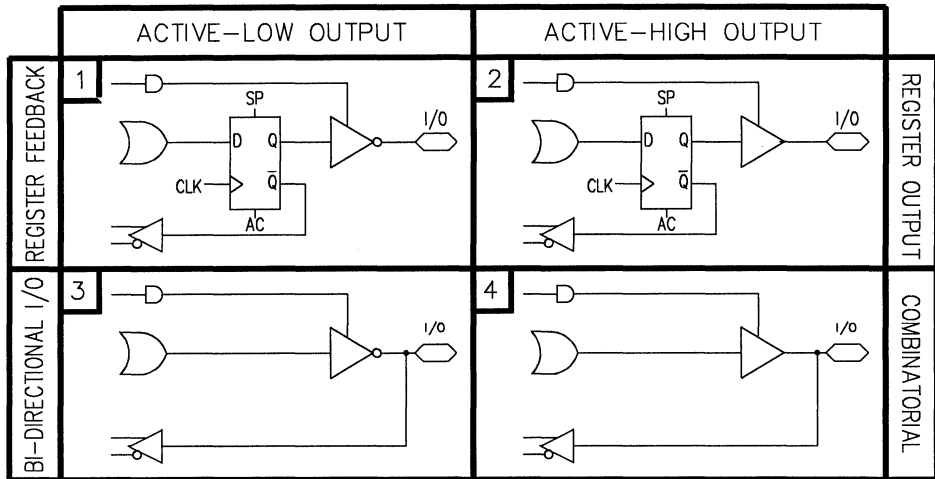 ACTIVE–LOW OUTPUT
ACTIVE–HIGH OUTPUT
REGISTER FEEDBACK
1
SP
D Q
I/O
CLK
Q̅
AC
2
SP
D Q
I/O
CLK
Q̅
AC
REGISTER OUTPUT
BI–DIRECTIONAL I/O
3
I/O
4
I/O
COMBINATORIAL